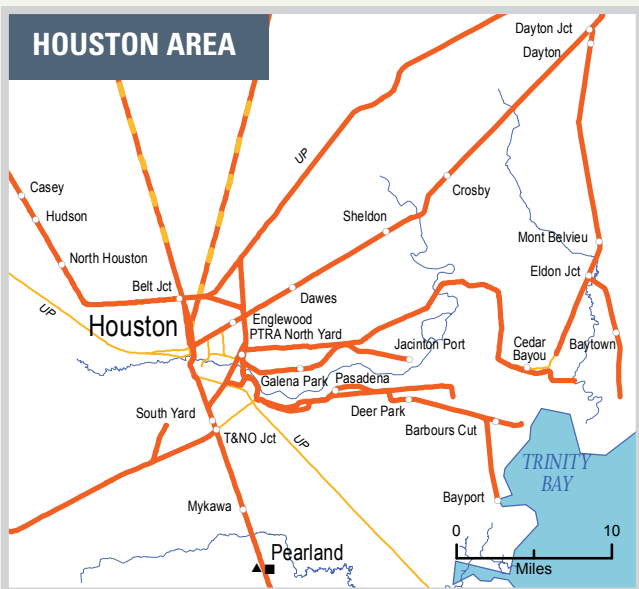 HOUSTON AREA
Dayton Jct
Dayton
UP
Casey
Crosby
Hudson
Sheldon
Mont Belvieu
North Houston
Eldon Jct
Belt Jct
Dawes
UP
Englewood
Houston
PTRA North Yard
Jacinton Port
Cedar
Bayou
Baytown
Galena Park
Pasadena
Deer Park
South Yard
Barbours Cut
T&NO Jct
UP
TRINITY
BAY
Bayport
Mykawa
0
10
Pearland
Miles